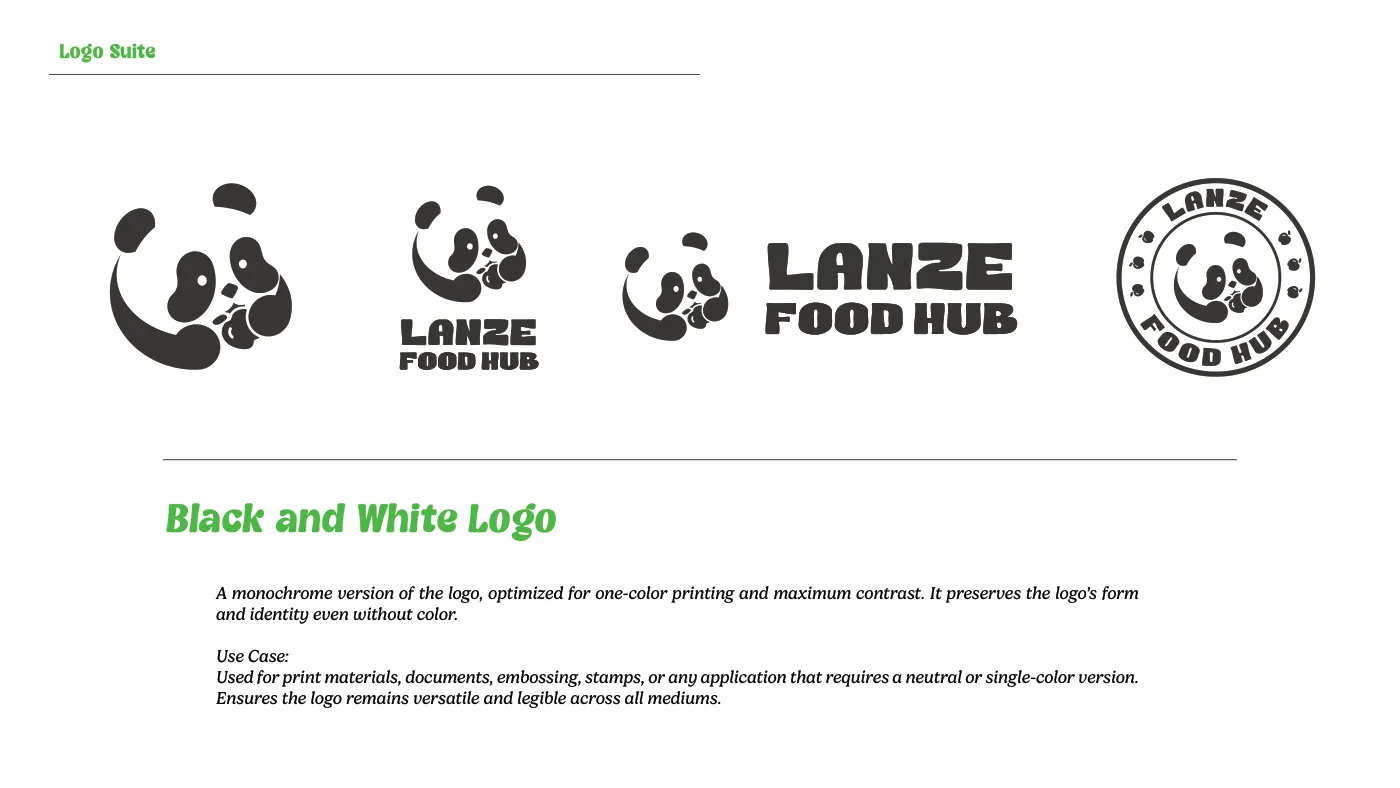 Logo Suite
LANZE
FOOD HUB
LANZE
FOOD HUB
LANZE
FOOD HUB
Black and White Logo
A monochrome version of the logo, optimized for one-color printing and maximum contrast. It preserves the logo’s form
and identity even without color.
Use Case:
Used for print materials, documents, embossing, stamps, or any application that requires a neutral or single-color version.
Ensures the logo remains versatile and legible across all mediums.